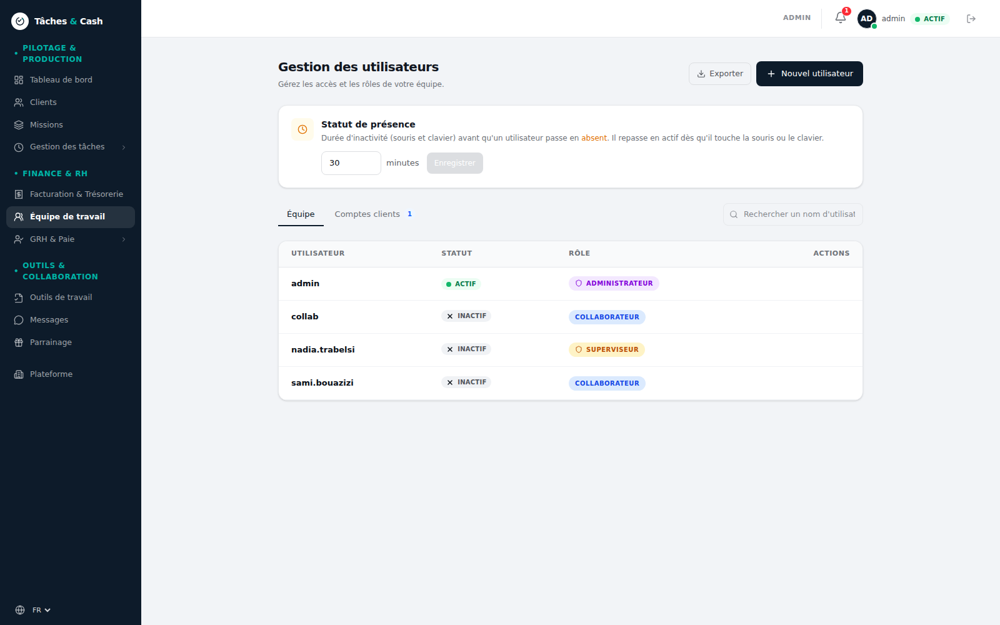 Tâches & Cash
• PILOTAGE &
PRODUCTION
Tableau de bord
Clients
Missions
Gestion des tâches
• FINANCE & RH
Facturation & Trésorerie
Équipe de travail
GRH & Paie
• OUTILS &
COLLABORATION
Outils de travail
Messages
Parrainage
Plateforme
FR
ADMIN
1
AD
admin
ACTIF
Gestion des utilisateurs
Gérez les accès et les rôles de votre équipe.
Exporter
Nouvel utilisateur
Statut de présence
Durée d'inactivité (souris et clavier) avant qu'un utilisateur passe en absent. Il repasse en actif dès qu'il touche la souris ou le clavier.
30 minutes Enregistrer
Équipe Comptes clients 1
Rechercher un nom d'utilisat
UTILISATEUR STATUT RÔLE ACTIONS
admin ACTIF ADMINISTRATEUR
collab INACTIF COLLABORATEUR
nadia.trabelsi INACTIF SUPERVISEUR
sami.bouazizi INACTIF COLLABORATEUR